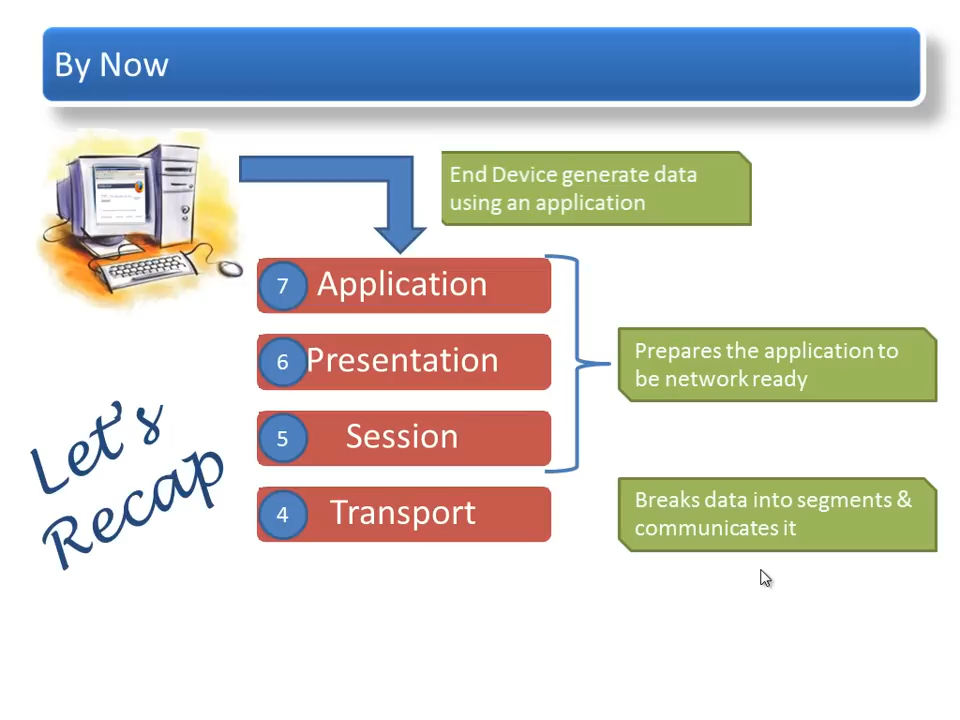 By Now
End Device generate data
using an application
7 Application
6 Presentation
Prepares the application to
be network ready
5 Session
4 Transport
Breaks data into segments &
communicates it
Let's
Recap